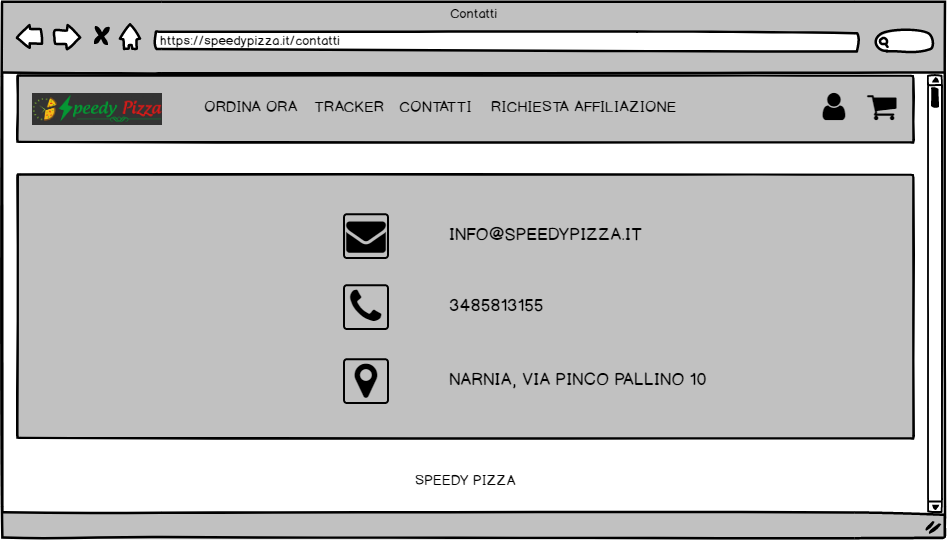 Contatti
https://speedypizza.it/contatti
Speedy Pizza
ORDINA ORA TRACKER CONTATTI RICHIESTA AFFILIAZIONE
INFO@SPEEDYPIZZA.IT
3485813155
NARNIA, VIA PINCO PALLINO 10
SPEEDY PIZZA